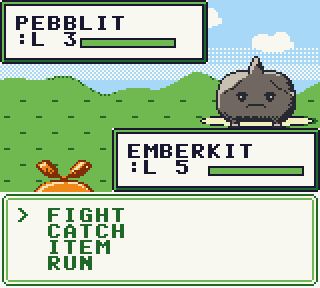 PEBBLIT
:L 3
EMBERKIT
:L 5
> FIGHT
CATCH
ITEM
RUN